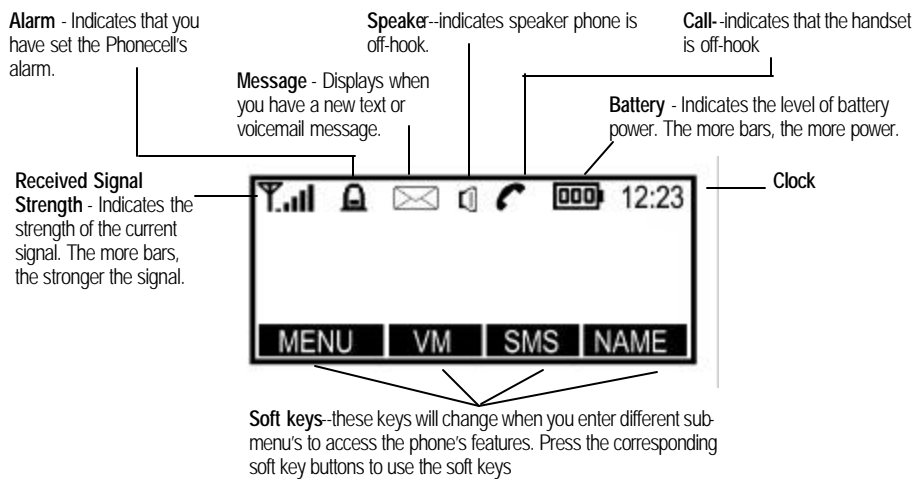 Alarm - Indicates that you
have set the Phonecell's
alarm.
Speaker--indicates speaker phone is
off-hook.
Call--indicates that the handset
is off-hook
Message - Displays when
you have a new text or
voicemail message.
Battery - Indicates the level of battery
power. The more bars, the more power.
Received Signal
Strength - Indicates the
strength of the current
signal. The more bars,
the stronger the signal.
Clock
12:23
MENU VM SMS NAME
Soft keys--these keys will change when you enter different sub-
menu's to access the phone's features. Press the corresponding
soft key buttons to use the soft keys